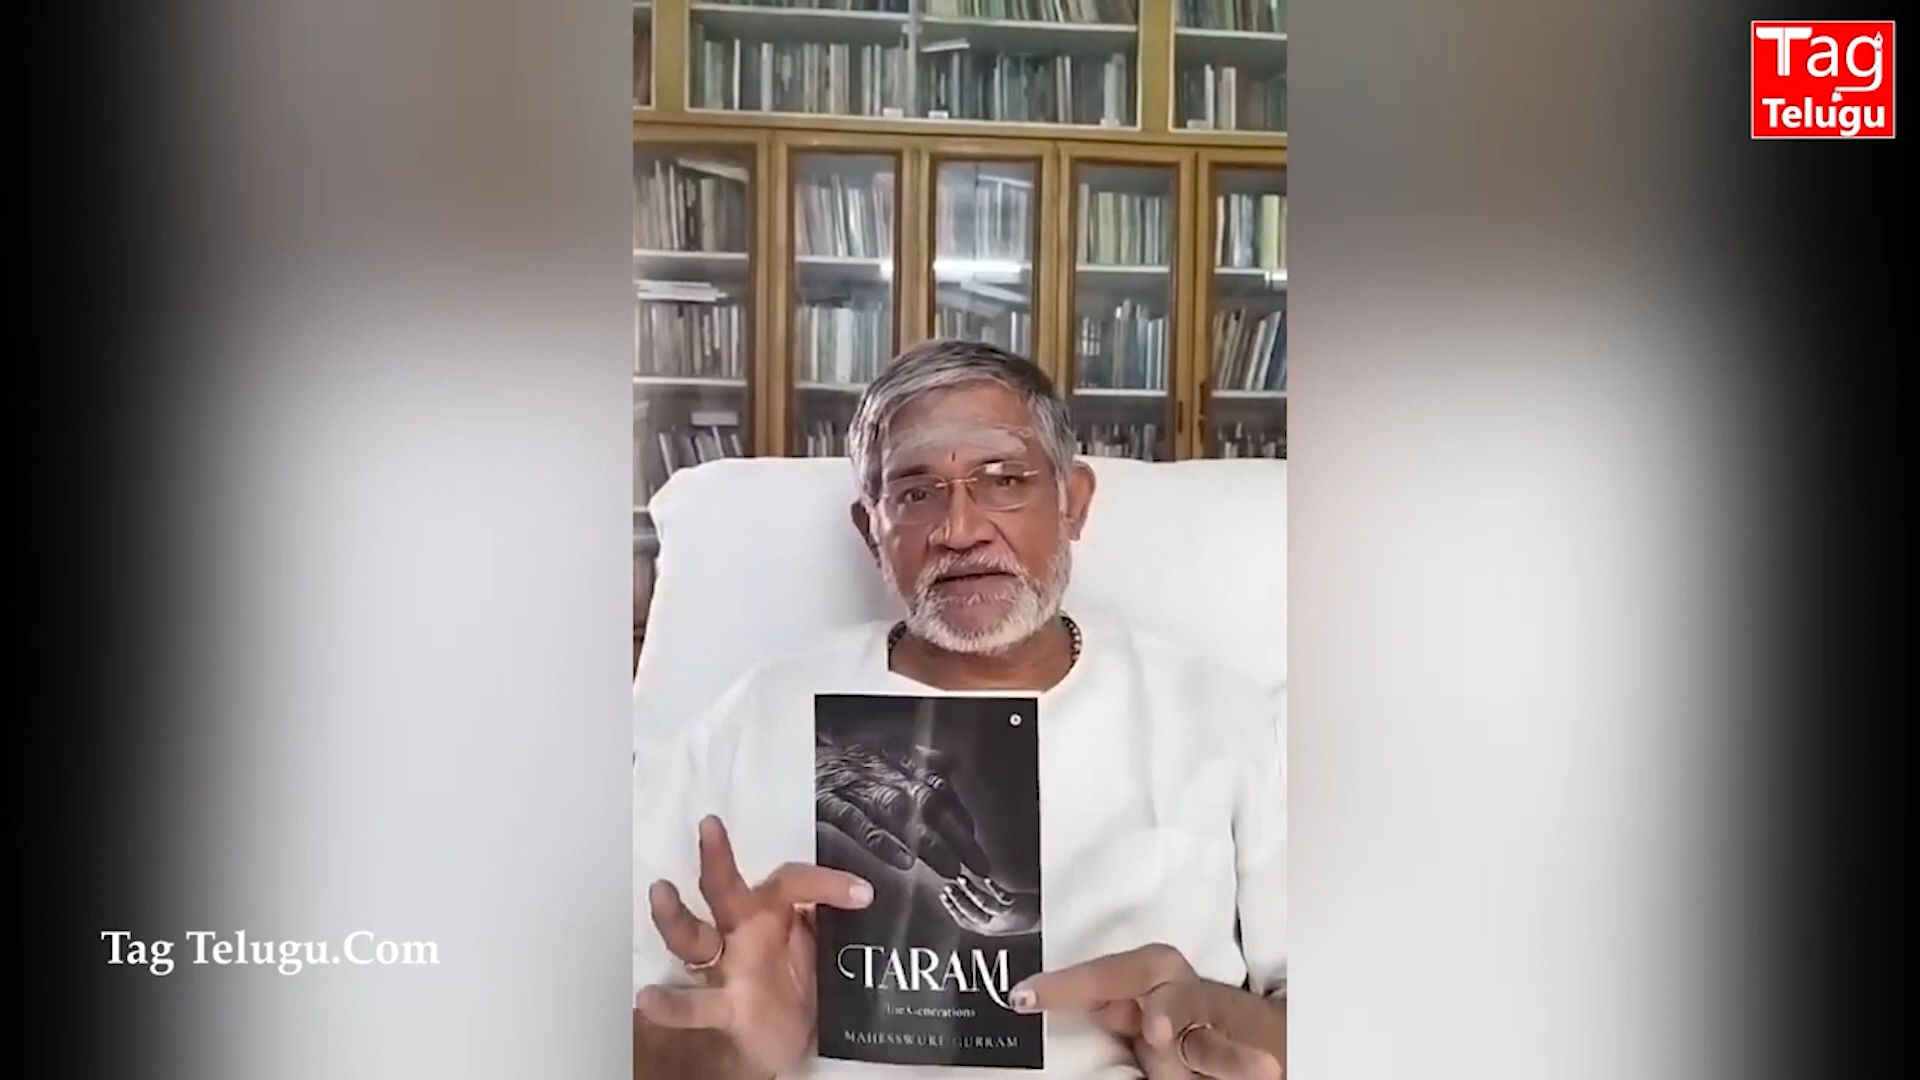 Tag
Telugu
Tag Telugu.Com
TARAM
The Generations
MAHESSWURI GURRAM